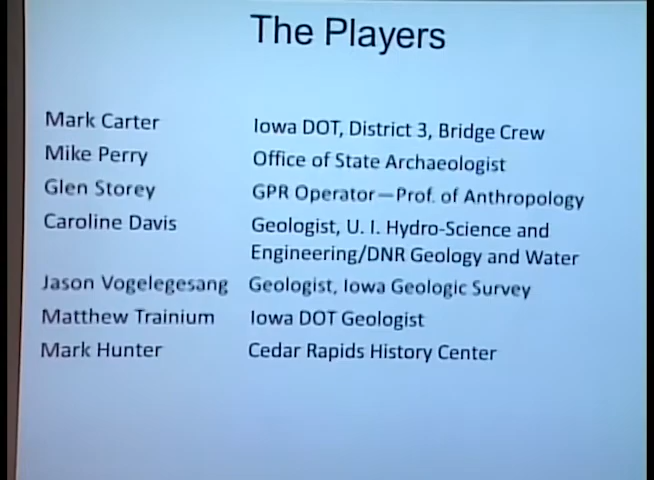 The Players
Mark Carter Iowa DOT, District 3, Bridge Crew
Mike Perry Office of State Archaeologist
Glen Storey GPR Operator—Prof. of Anthropology
Caroline Davis Geologist, U. I. Hydro-Science and
Engineering/DNR Geology and Water
Jason Vogelegesang Geologist, Iowa Geologic Survey
Matthew Trainium Iowa DOT Geologist
Mark Hunter Cedar Rapids History Center